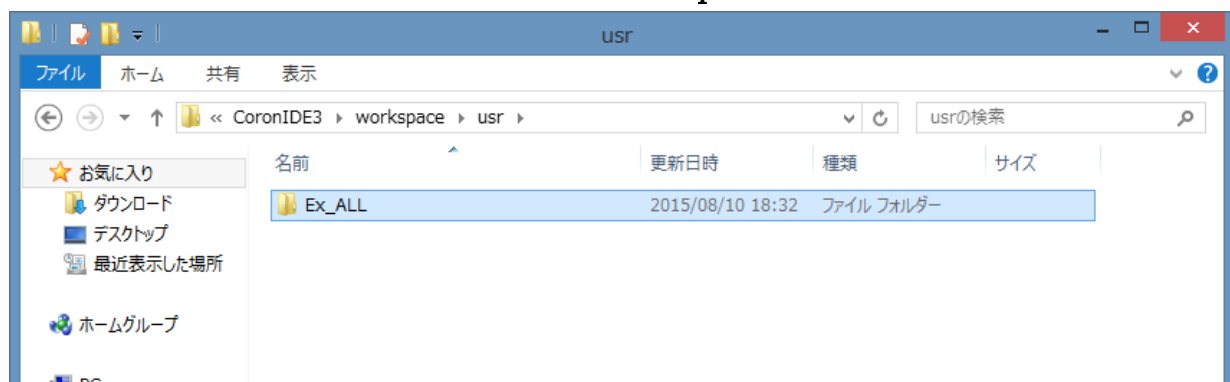 usr
ファイル ホーム 共有 表示
« CoronIDE3 workspace usr usrの検索
名前 更新日時 種類 サイズ
お気に入り
Ex_ALL 2015/08/10 18:32 ファイル フォルダー
ダウンロード
デスクトップ
最近表示した場所
ホームグループ